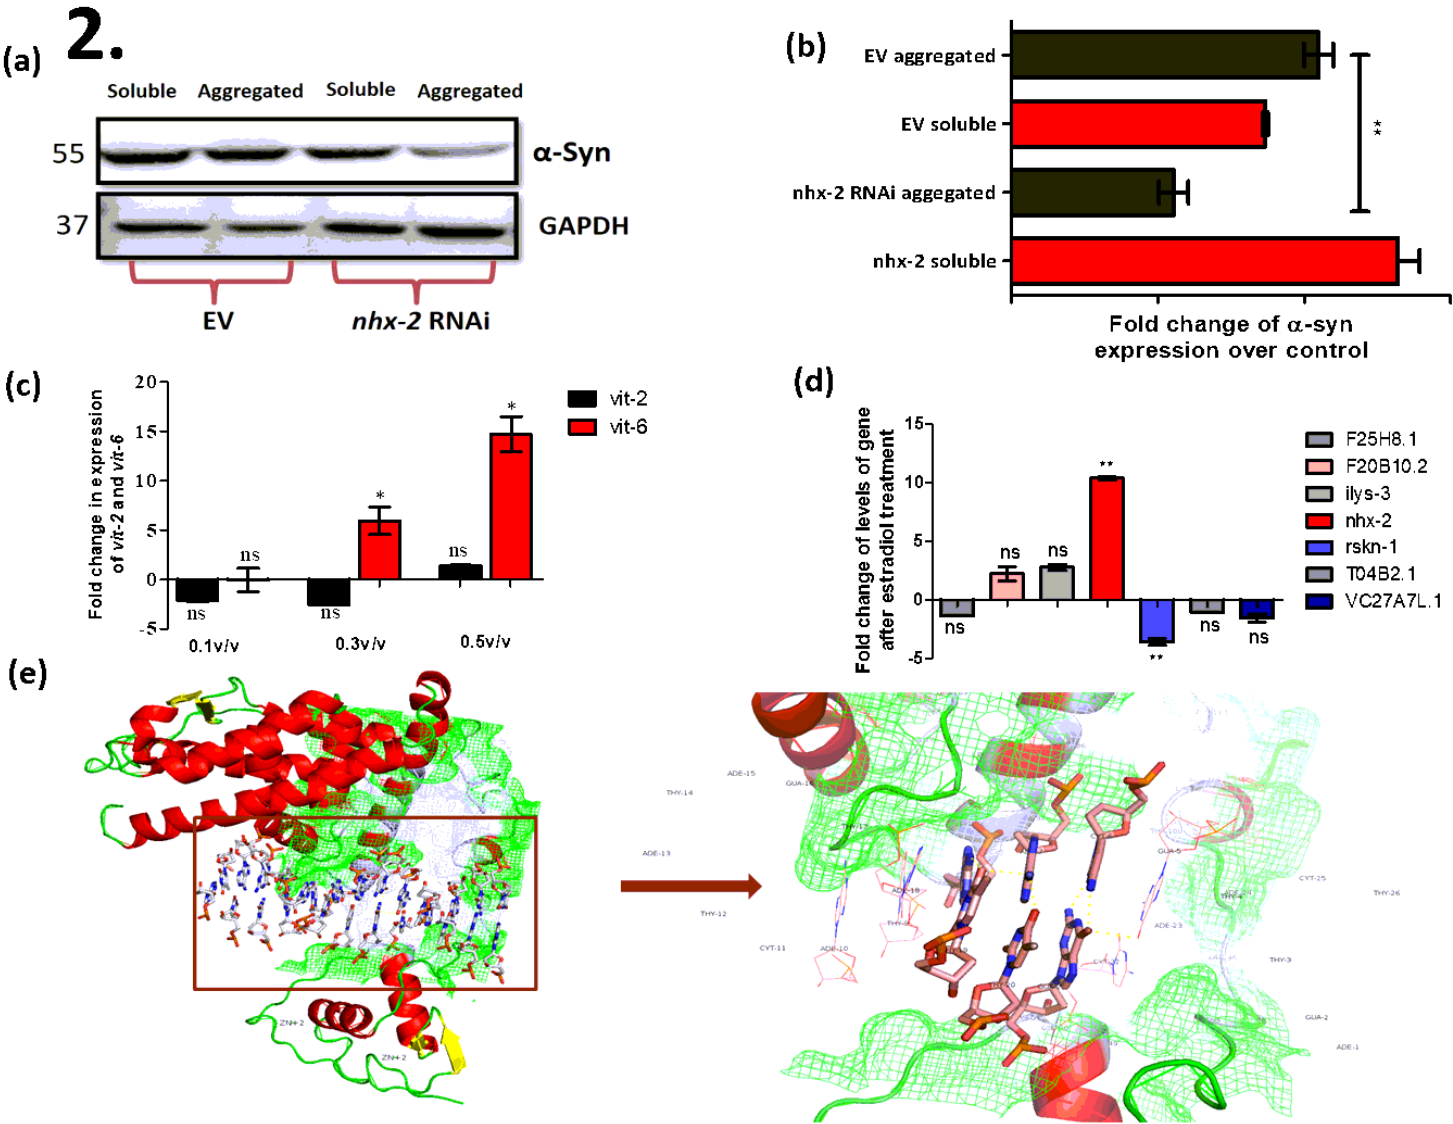 2.
(a)
Soluble Aggregated Soluble Aggregated
55
α-Syn
37
GAPDH
EV
nhx-2 RNAi
(b)
EV aggregated
EV soluble
nhx-2 RNAi aggegated
nhx-2 soluble
**
Fold change of α-syn
expression over control
(c)
Fold change in expression
of vit-2 and vit-6
20
15
10
5
0
-5
ns
ns
ns
*
ns
*
0.1v/v
0.3v/v
0.5v/v
vit-2
vit-6
(d)
Fold change of levels of gene
after estradiol treatment
15
10
5
0
-5
ns
ns
ns
**
**
ns
ns
F25H8.1
F20B10.2
ilys-3
nhx-2
rskn-1
T04B2.1
VC27A7L.1
(e)
ZN+2
ZN+2
ADE-15
THY-14
ADE-13
THY-12
CYT-11
ADE-10
ADE-18
GUA-5
CYT-25
THY-26
ADE-23
THY-3
GUA-2
ADE-1